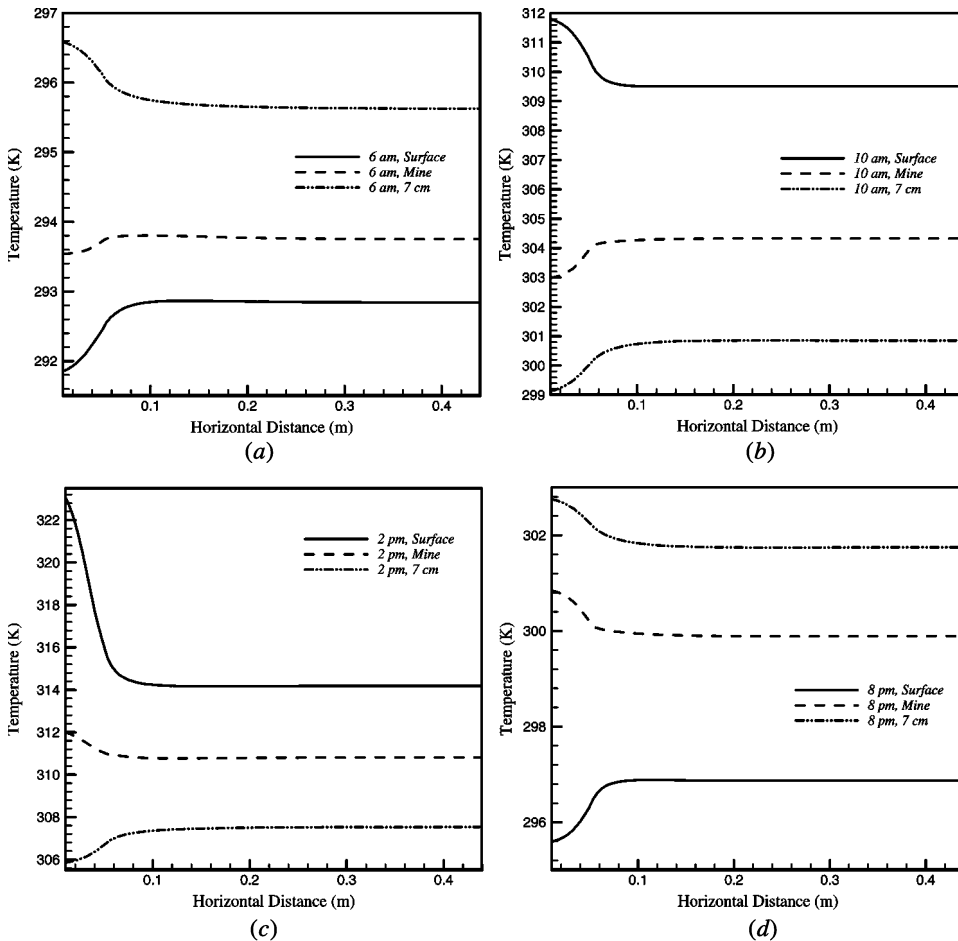 297
296
295
294
293
292
Temperature (K)
6 am, Surface
6 am, Mine
6 am, 7 cm
0.1
0.2
0.3
0.4
Horizontal Distance (m)
(a)
312
311
310
309
308
307
306
305
304
303
302
301
300
299
Temperature (K)
10 am, Surface
10 am, Mine
10 am, 7 cm
0.1
0.2
0.3
0.4
Horizontal Distance (m)
(b)
322
320
318
316
314
312
310
308
306
Temperature (K)
2 pm, Surface
2 pm, Mine
2 pm, 7 cm
0.1
0.2
0.3
0.4
Horizontal Distance (m)
(c)
302
300
298
296
Temperature (K)
8 pm, Surface
8 pm, Mine
8 pm, 7 cm
0.1
0.2
0.3
0.4
Horizontal Distance (m)
(d)